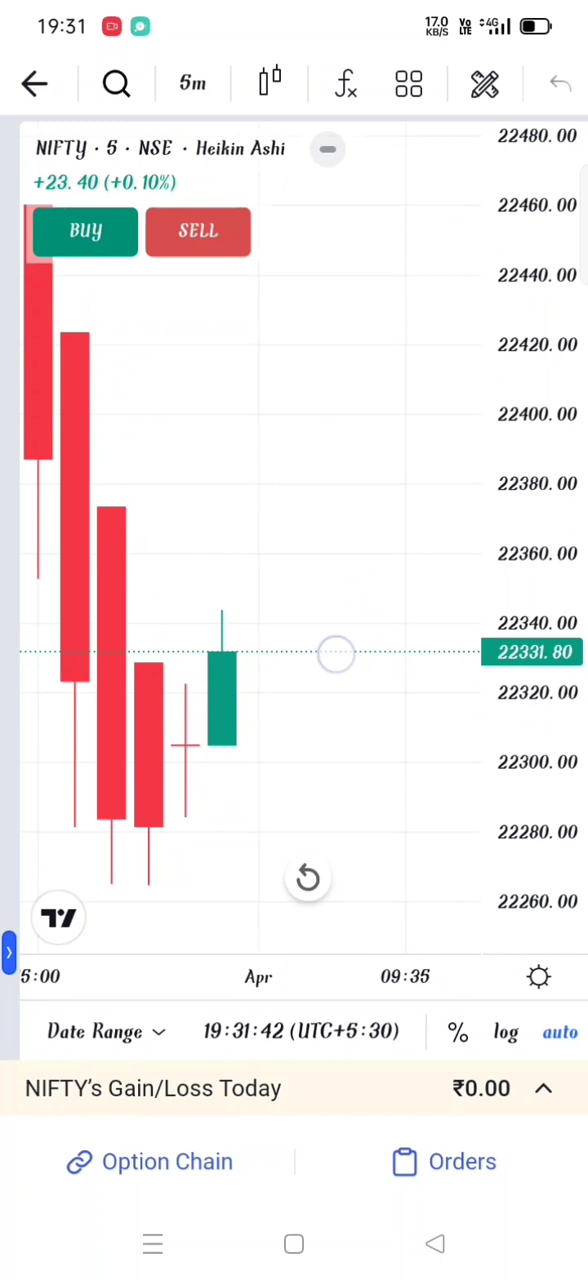 19:31 17.0 KB/S Vo LTE 4G
5m
NIFTY · 5 · NSE · Heikin Ashi
+23.40 (+0.10%)
BUY SELL
22480.00
22460.00
22440.00
22420.00
22400.00
22380.00
22360.00
22340.00
22331.80
22320.00
22300.00
22280.00
22260.00
5:00 Apr 09:35
Date Range 19:31:42 (UTC+5:30) % log auto
NIFTY’s Gain/Loss Today ₹0.00
Option Chain Orders